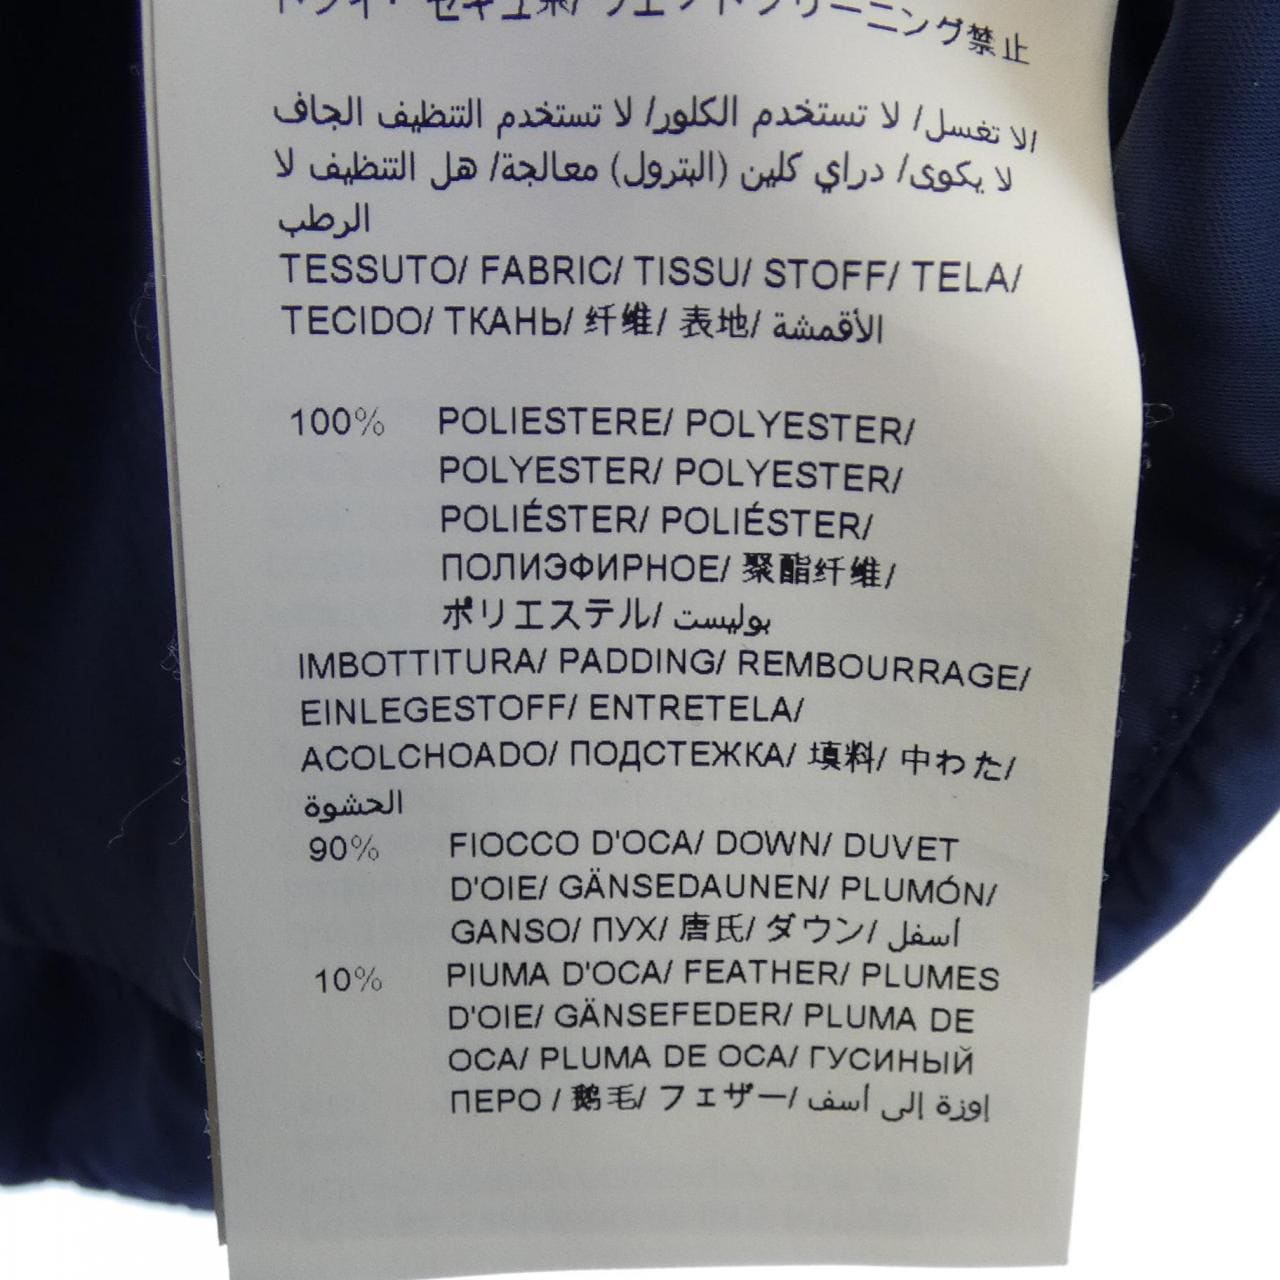 ドライ・セキユ系/ウェットクリーニング禁止
الا تغسل/ لا تستخدم الكلور/ لا تستخدم التنظيف الجاف
لا يكوى/ دراي كلين (البترول) معالجة/ هل التنظيف لا
الرطب
TESSUTO/ FABRIC/ TISSU/ STOFF/ TELA/
TECIDO/ ТКАНЬ/ 纤维/ 表地/ الأقمشة
100% POLIESTERE/ POLYESTER/
POLYESTER/ POLYESTER/
POLIÉSTER/ POLIÉSTER/
ПОЛИЭФИРНОЕ/ 聚酯纤维/
ポリエステル/ بوليست
IMBOTTITURA/ PADDING/ REMBOURRAGE/
EINLEGESTOFF/ ENTRETELA/
ACOLCHOADO/ ПОДСТЕЖКА/ 填料/ 中わた/
الحشوة
90% FIOCCO D'OCA/ DOWN/ DUVET
D'OIE/ GÄNSEDAUNEN/ PLUMÓN/
GANSO/ ПУХ/ 唐氏/ ダウン/ أسفل
10% PIUMA D'OCA/ FEATHER/ PLUMES
D'OIE/ GÄNSEFEDER/ PLUMA DE
OCA/ PLUMA DE OCA/ ГУСИНЫЙ
ПЕРО / 鹅毛/ フェザー/ اوزة إلى أسف